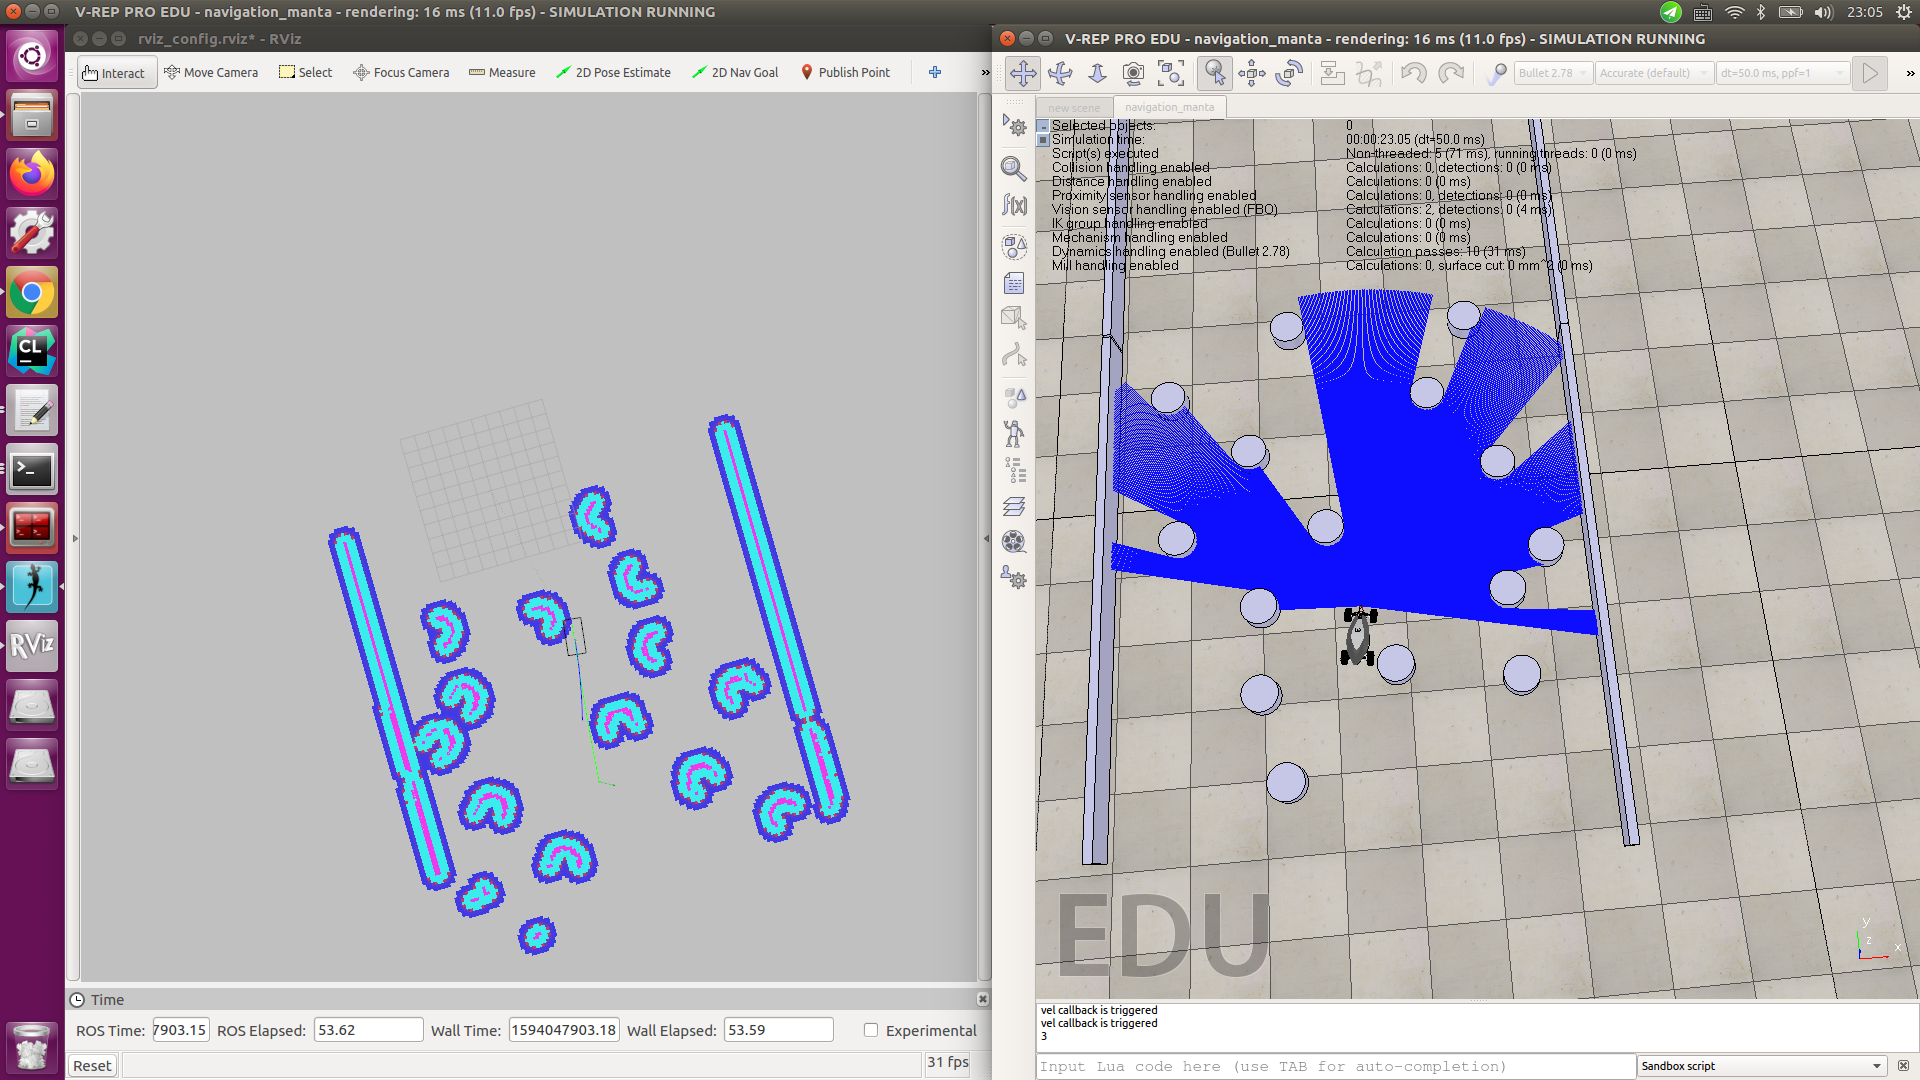 V-REP PRO EDU - navigation_manta - rendering: 16 ms (11.0 fps) - SIMULATION RUNNING
23:05
rviz_config.rviz* - RViz
Interact
Move Camera
Select
Focus Camera
Measure
2D Pose Estimate
2D Nav Goal
Publish Point
»
V-REP PRO EDU - navigation_manta - rendering: 16 ms (11.0 fps) - SIMULATION RUNNING
Bullet 2.78
Accurate (default)
dt=50.0 ms, ppf=1
»
new scene
navigation_manta
f(x)
Selected objects: 0
Simulation time: 00:00:23.05 (dt=50.0 ms)
Script(s) executed Non-threaded: 5 (71 ms), running threads: 0 (0 ms)
Collision handling enabled Calculations: 0, detections: 0 (0 ms)
Distance handling enabled Calculations: 0 (0 ms)
Proximity sensor handling enabled Calculations: 0, detections: 0 (0 ms)
Vision sensor handling enabled (FBO) Calculations: 2, detections: 0 (4 ms)
IK group handling enabled Calculations: 0 (0 ms)
Mechanism handling enabled Calculations: 0 (0 ms)
Dynamics handling enabled (Bullet 2.78) Calculation passes: 10 (31 ms)
Mill handling enabled Calculations: 0, surface cut: 0 mm^2 (0 ms)
CL
>_
RViz
3
EDU
y
z
x
Time
ROS Time: 7903.15 ROS Elapsed: 53.62 Wall Time: 1594047903.18 Wall Elapsed: 53.59 Experimental
Reset
31 fps
vel callback is triggered
vel callback is triggered
3
Input Lua code here (use TAB for auto-completion)
Sandbox script